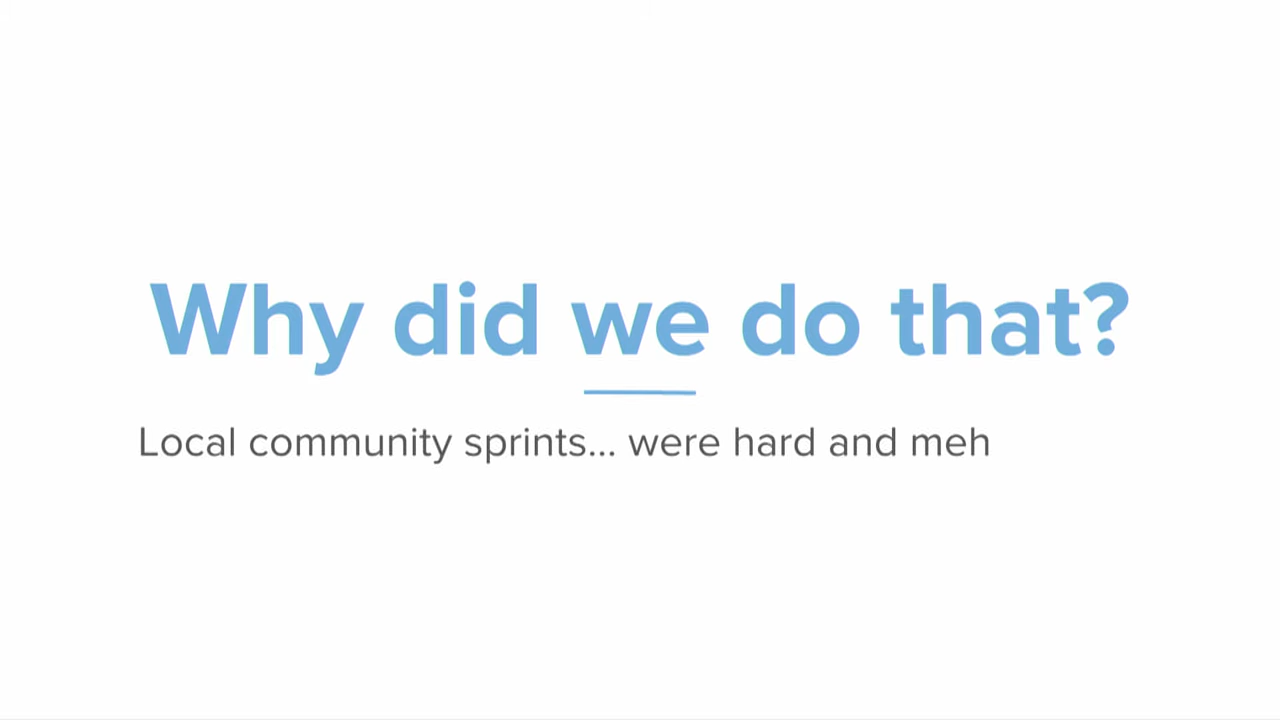 Why did we do that?
Local community sprints... were hard and meh